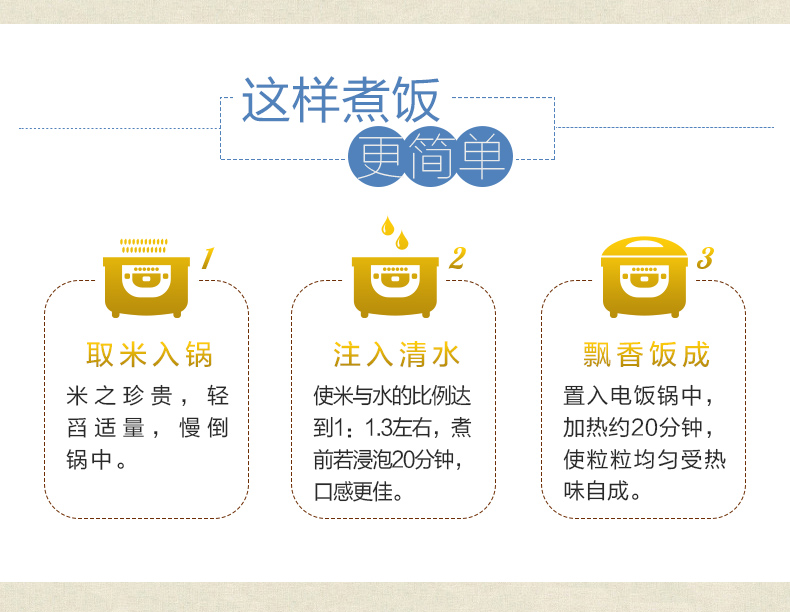 这样煮饭
更简单
1
取米入锅
米之珍贵，轻
舀适量，慢倒
锅中。
2
注入清水
使米与水的比例达
到1：1.3左右，煮
前若浸泡20分钟，
口感更佳。
3
飘香饭成
置入电饭锅中，
加热约20分钟，
使粒粒均匀受热
味自成。